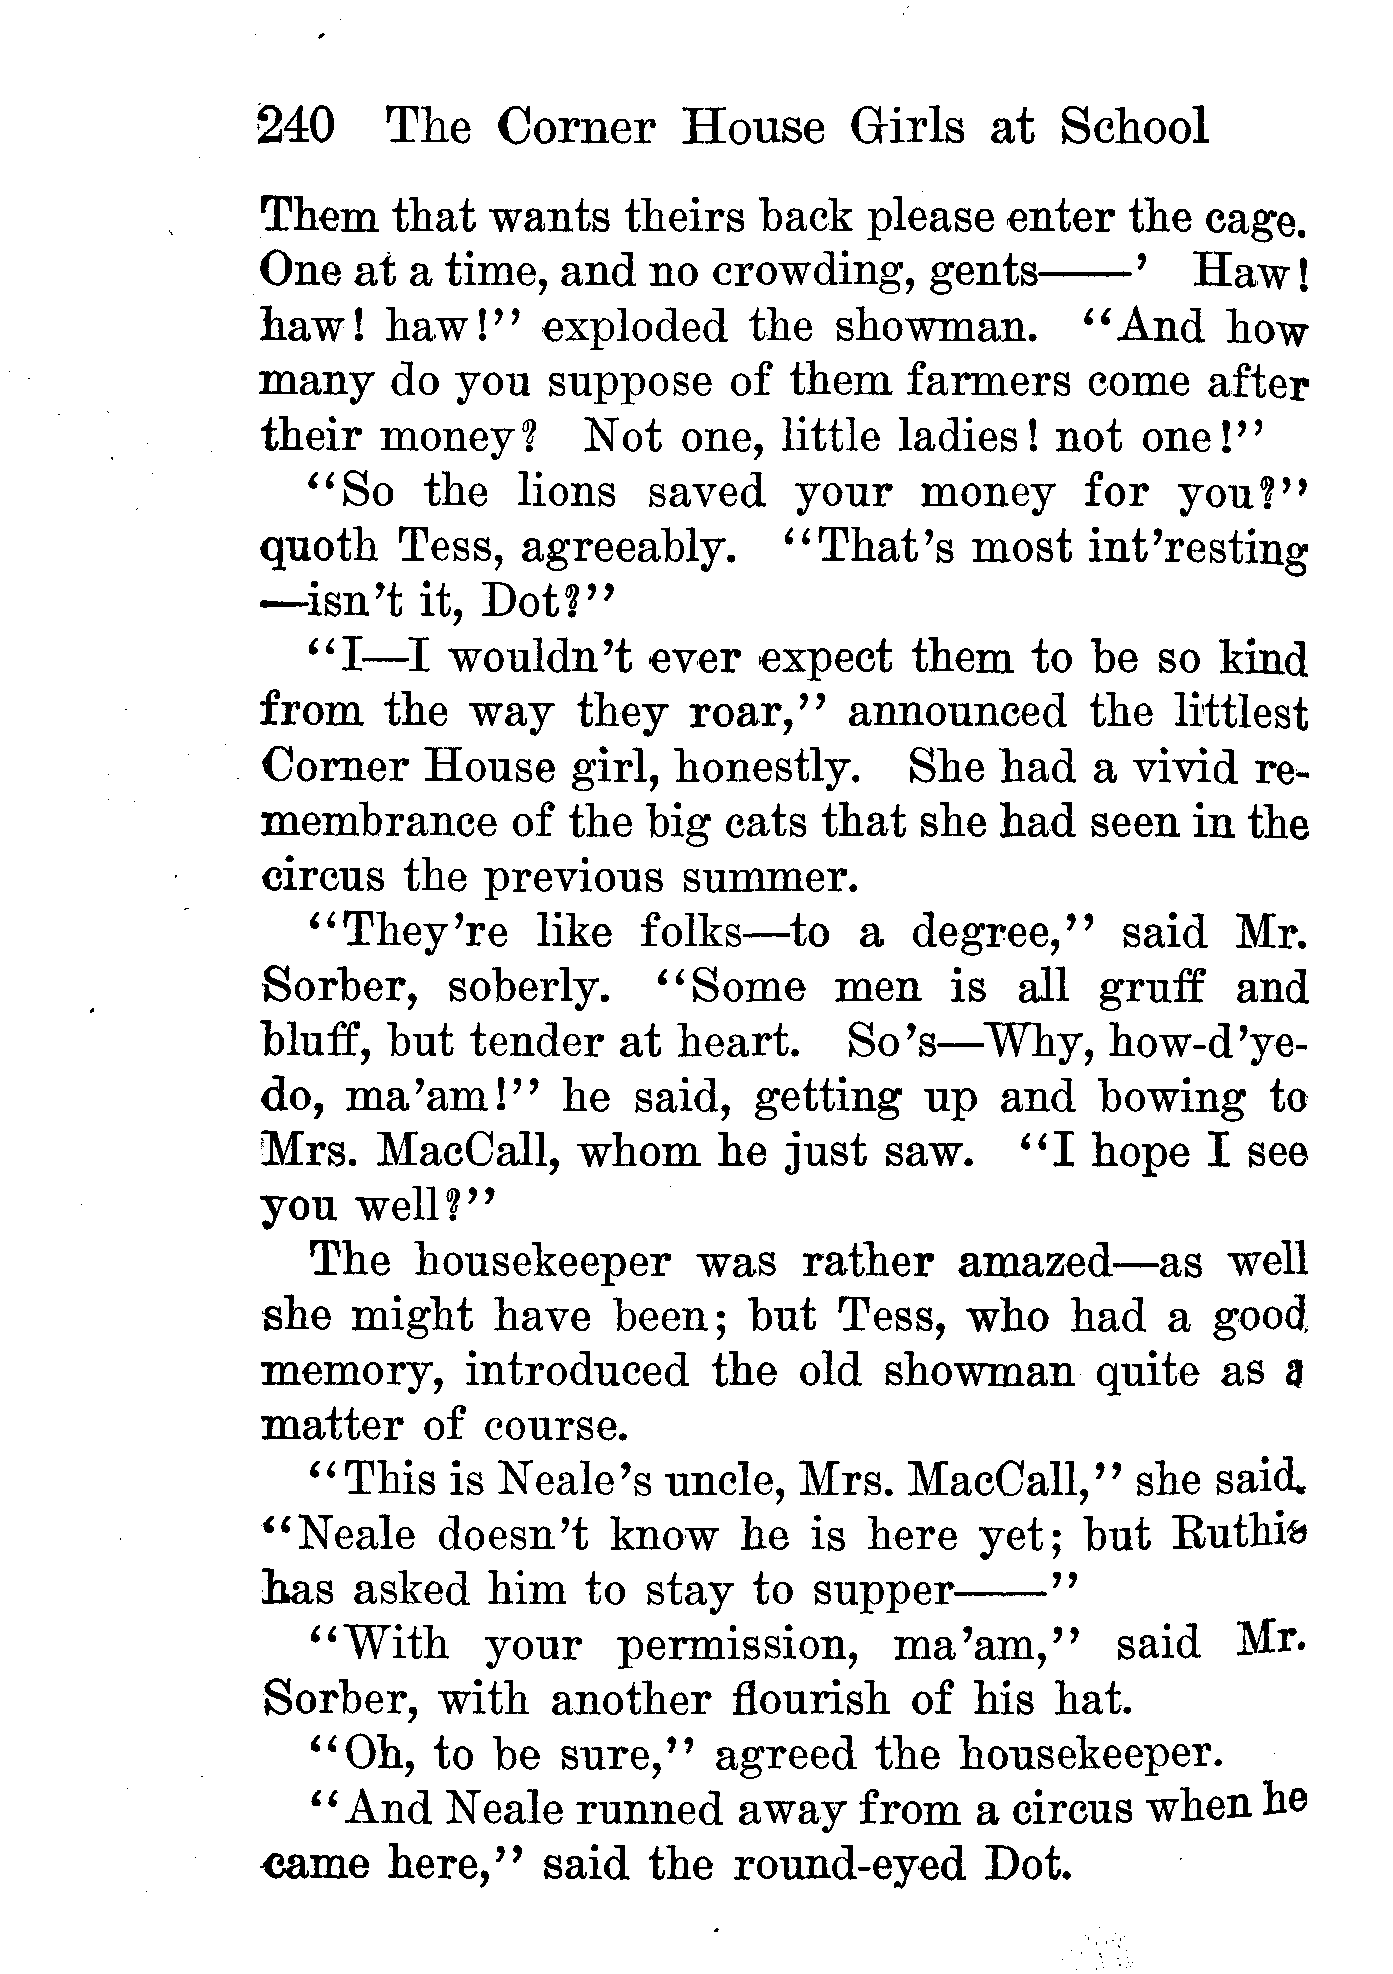 240 The Corner House Girls at School
Them that wants theirs back please enter the cage.
One at a time, and no crowding, gents——’ Haw!
haw! haw!” exploded the showman. “And how
many do you suppose of them farmers come after
their money? Not one, little ladies! not one!”
“So the lions saved your money for you?”
quoth Tess, agreeably. “That’s most int’resting
—isn’t it, Dot?”
“I—I wouldn’t ever expect them to be so kind
from the way they roar,” announced the littlest
Corner House girl, honestly. She had a vivid re-
membrance of the big cats that she had seen in the
circus the previous summer.
“They’re like folks—to a degree,” said Mr.
Sorber, soberly. “Some men is all gruff and
bluff, but tender at heart. So’s—Why, how-d’ye-
do, ma’am!” he said, getting up and bowing to
Mrs. MacCall, whom he just saw. “I hope I see
you well?”
The housekeeper was rather amazed—as well
she might have been; but Tess, who had a good
memory, introduced the old showman quite as a
matter of course.
“This is Neale’s uncle, Mrs. MacCall,” she said.
“Neale doesn’t know he is here yet; but Ruthie
has asked him to stay to supper——”
“With your permission, ma’am,” said Mr.
Sorber, with another flourish of his hat.
“Oh, to be sure,” agreed the housekeeper.
“And Neale runned away from a circus when he
came here,” said the round-eyed Dot.